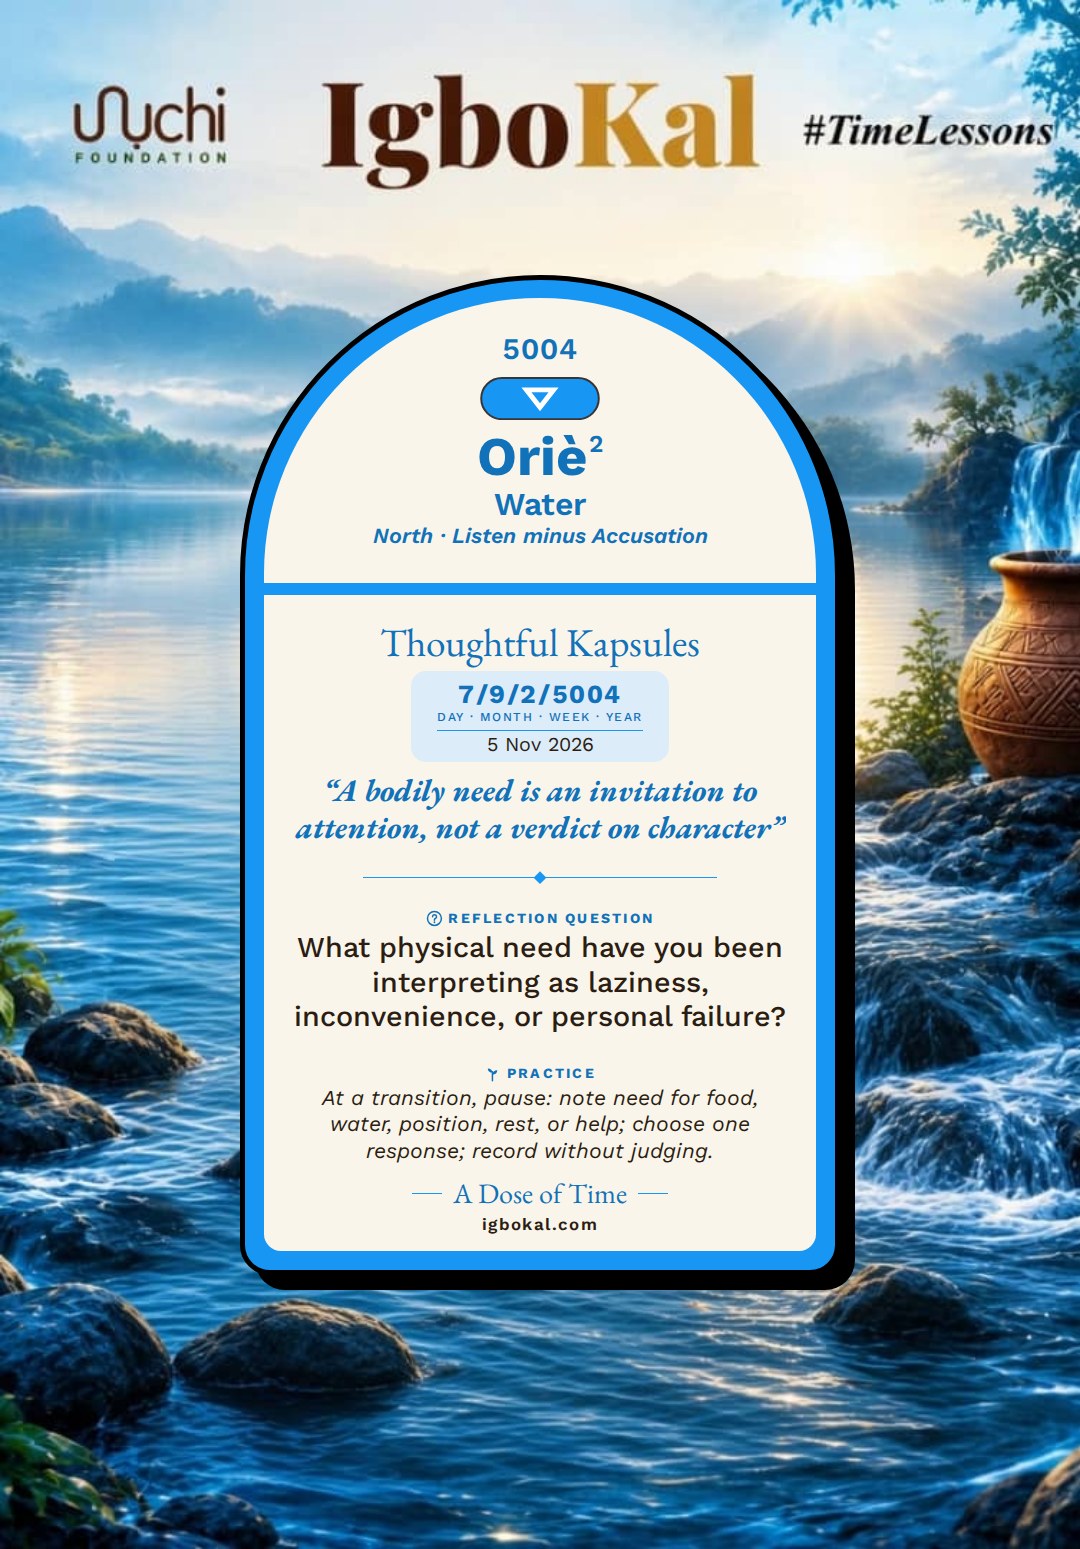 Uzuchi
FOUNDATION
IgboKal
#TimeLessons
5004
Oriè²
Water
North · Listen minus Accusation
Thoughtful Kapsules
7/9/2/5004
DAY · MONTH · WEEK · YEAR
5 Nov 2026
“A bodily need is an invitation to
attention, not a verdict on character”
REFLECTION QUESTION
What physical need have you been
interpreting as laziness,
inconvenience, or personal failure?
PRACTICE
At a transition, pause: note need for food,
water, position, rest, or help; choose one
response; record without judging.
A Dose of Time
igbokal.com